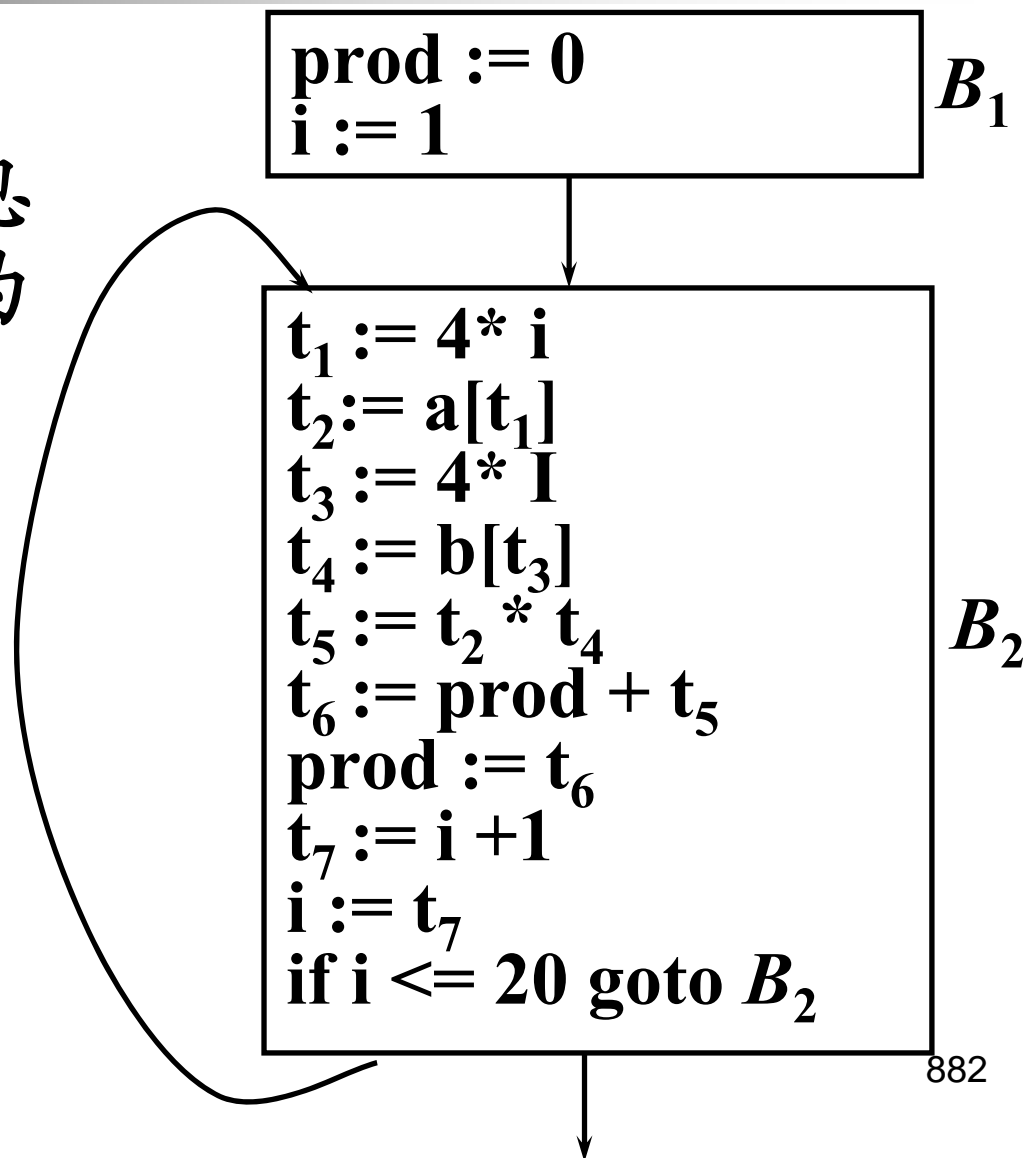 prod := 0
i := 1
B₁
t₁ := 4* i
t₂:= a[t₁]
t₃ := 4* I
t₄ := b[t₃]
t₅ := t₂ * t₄
t₆ := prod + t₅
prod := t₆
t₇ := i +1
i := t₇
if i <= 20 goto B₂
B₂
882